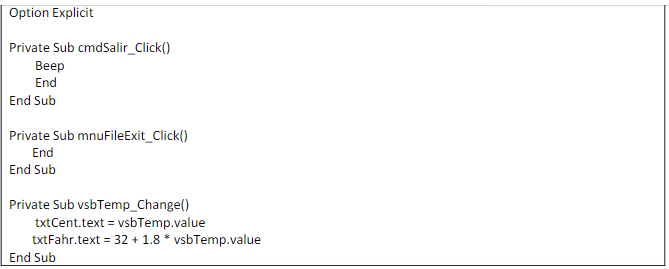 Option Explicit
Private Sub cmdSalir_Click()
Beep
End
End Sub
Private Sub mnuFileExit_Click()
End
End Sub
Private Sub vsbTemp_Change()
txtCent.text = vsbTemp.value
txtFahr.text = 32 + 1.8 * vsbTemp.value
End Sub